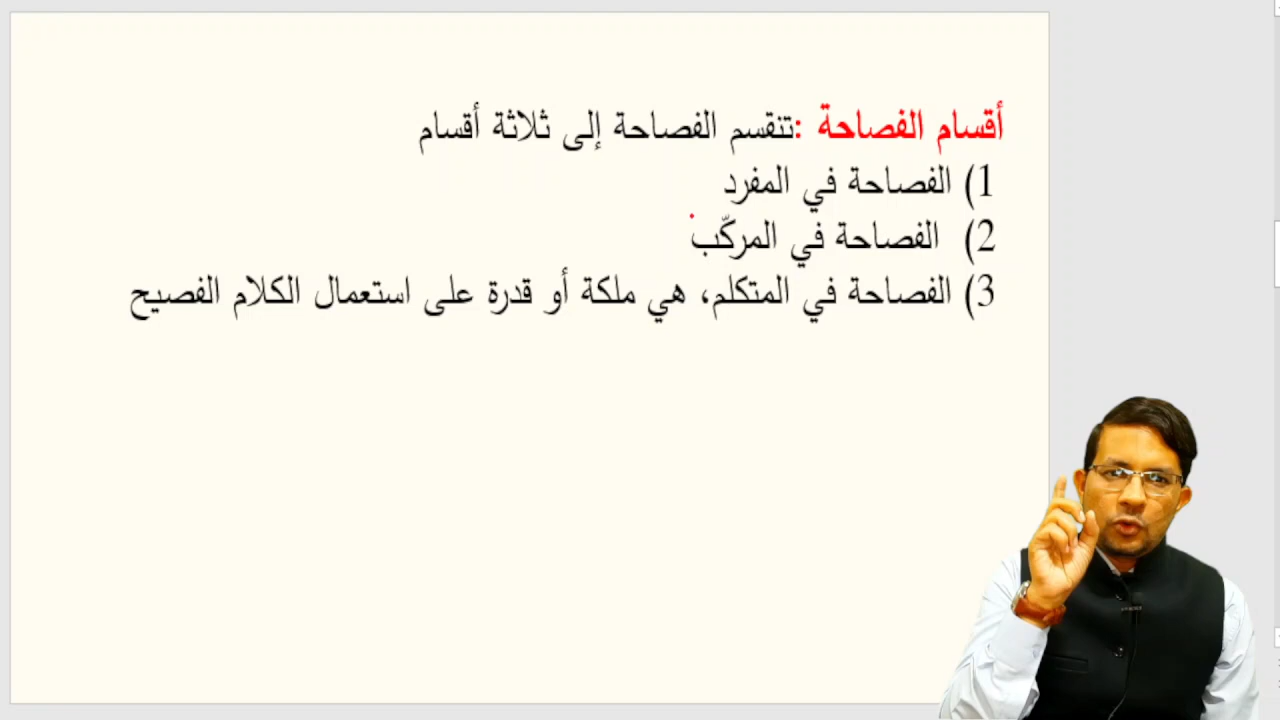 أقسام الفصاحة :تنقسم الفصاحة إلى ثلاثة أقسام
1) الفصاحة في المفرد
2) الفصاحة في المركّب
3) الفصاحة في المتكلم، هي ملكة أو قدرة على استعمال الكلام الفصيح